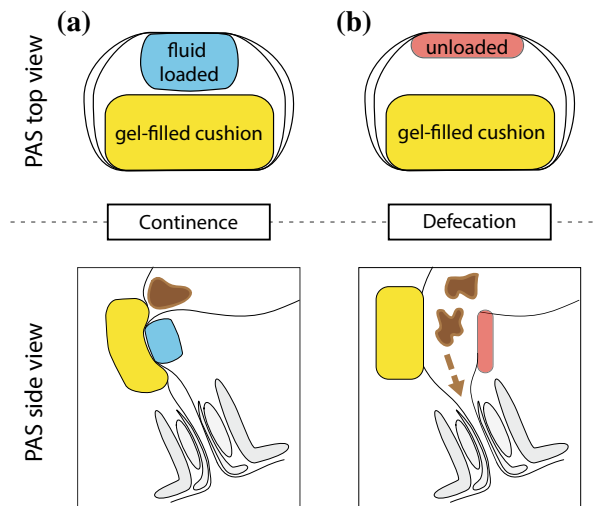 (a)
(b)
PAS top view
fluid
loaded
unloaded
gel-filled cushion
gel-filled cushion
Continence
Defecation
PAS side view